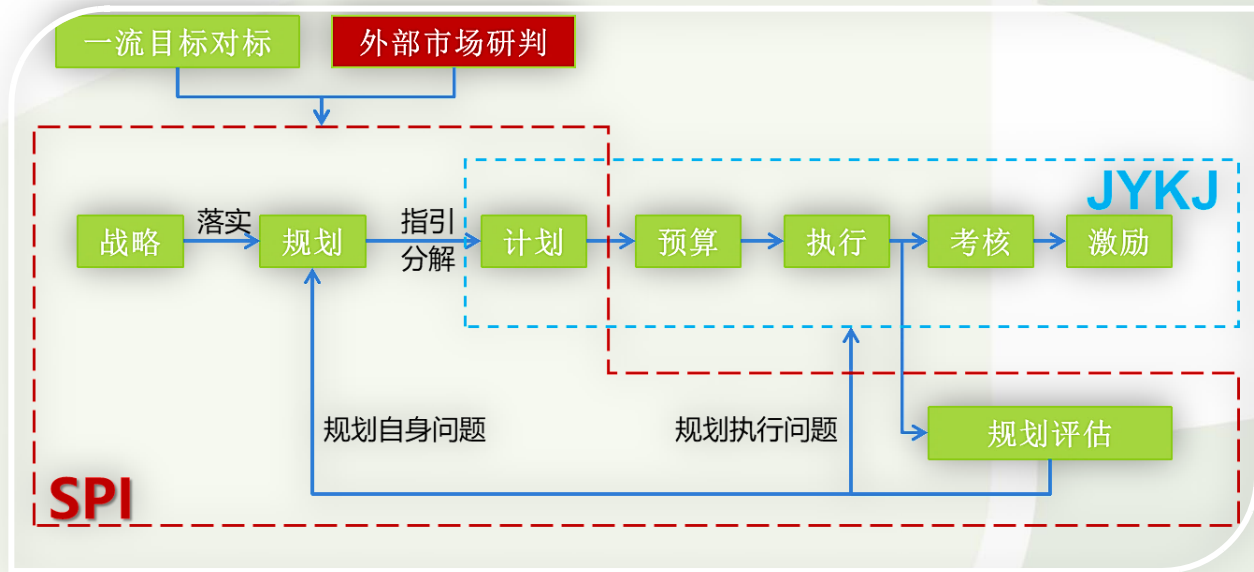 一流目标对标
外部市场研判
JYKJ
战略
落实
规划
指引
分解
计划
预算
执行
考核
激励
规划自身问题
规划执行问题
规划评估
SPI